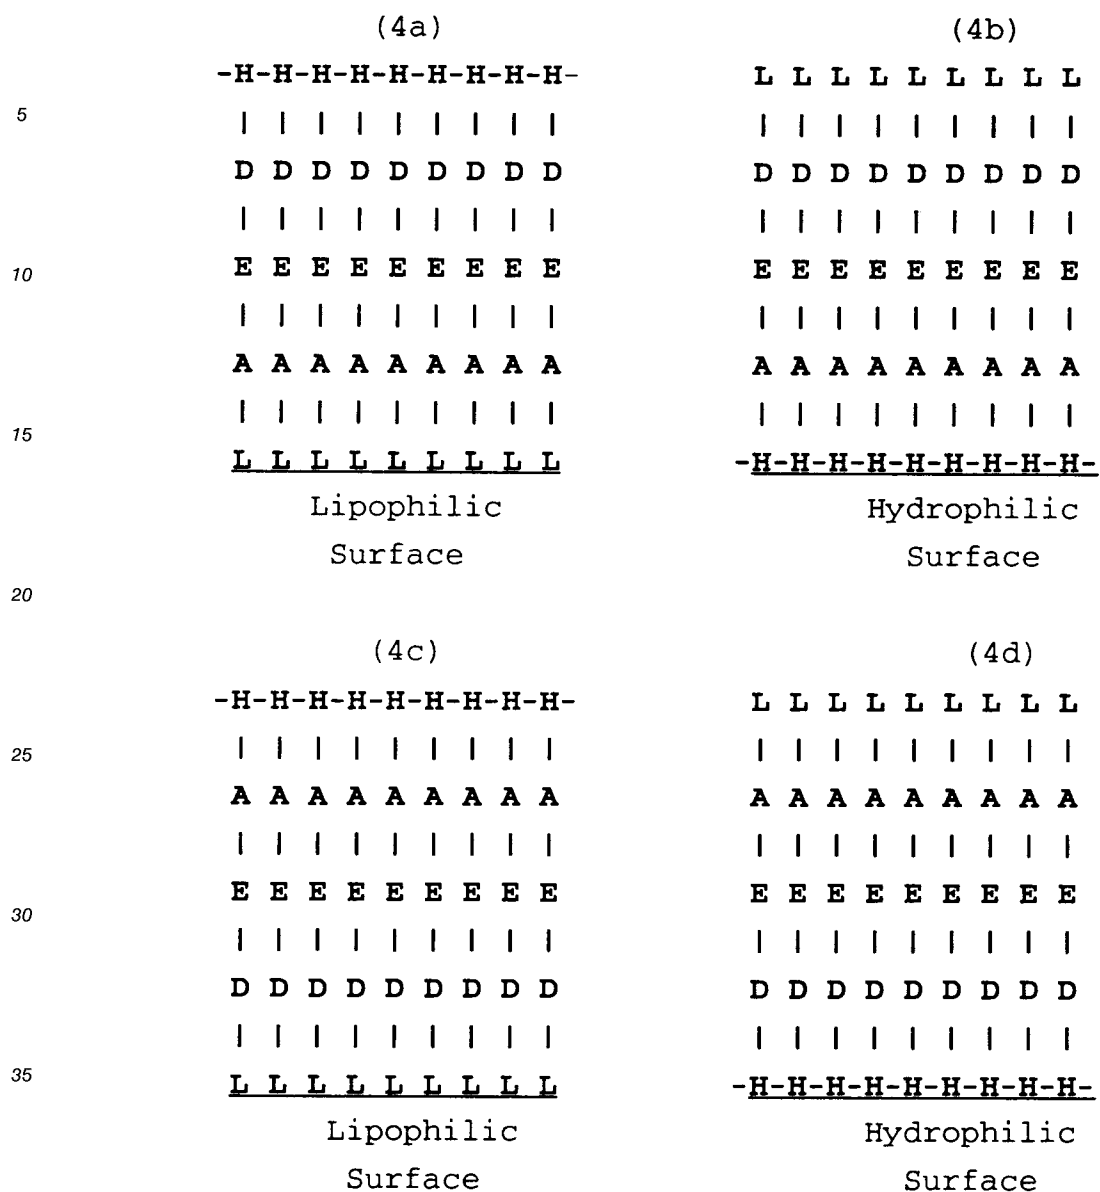 (4a) (4b)
-H-H-H-H-H-H-H-H-H- L L L L L L L L L
5 | | | | | | | | | | | | | | | | | |
D D D D D D D D D D D D D D D D D D
| | | | | | | | | | | | | | | | | |
10 E E E E E E E E E E E E E E E E E E
| | | | | | | | | | | | | | | | | |
A A A A A A A A A A A A A A A A A A
| | | | | | | | | | | | | | | | | |
15
L L L L L L L L L -H-H-H-H-H-H-H-H-H-
Lipophilic Hydrophilic
Surface Surface
20
(4c) (4d)
-H-H-H-H-H-H-H-H-H- L L L L L L L L L
25 | | | | | | | | | | | | | | | | | |
A A A A A A A A A A A A A A A A A A
| | | | | | | | | | | | | | | | | |
E E E E E E E E E E E E E E E E E E
30
| | | | | | | | | | | | | | | | | |
D D D D D D D D D D D D D D D D D D
| | | | | | | | | | | | | | | | | |
35 L L L L L L L L L -H-H-H-H-H-H-H-H-H-
Lipophilic Hydrophilic
Surface Surface